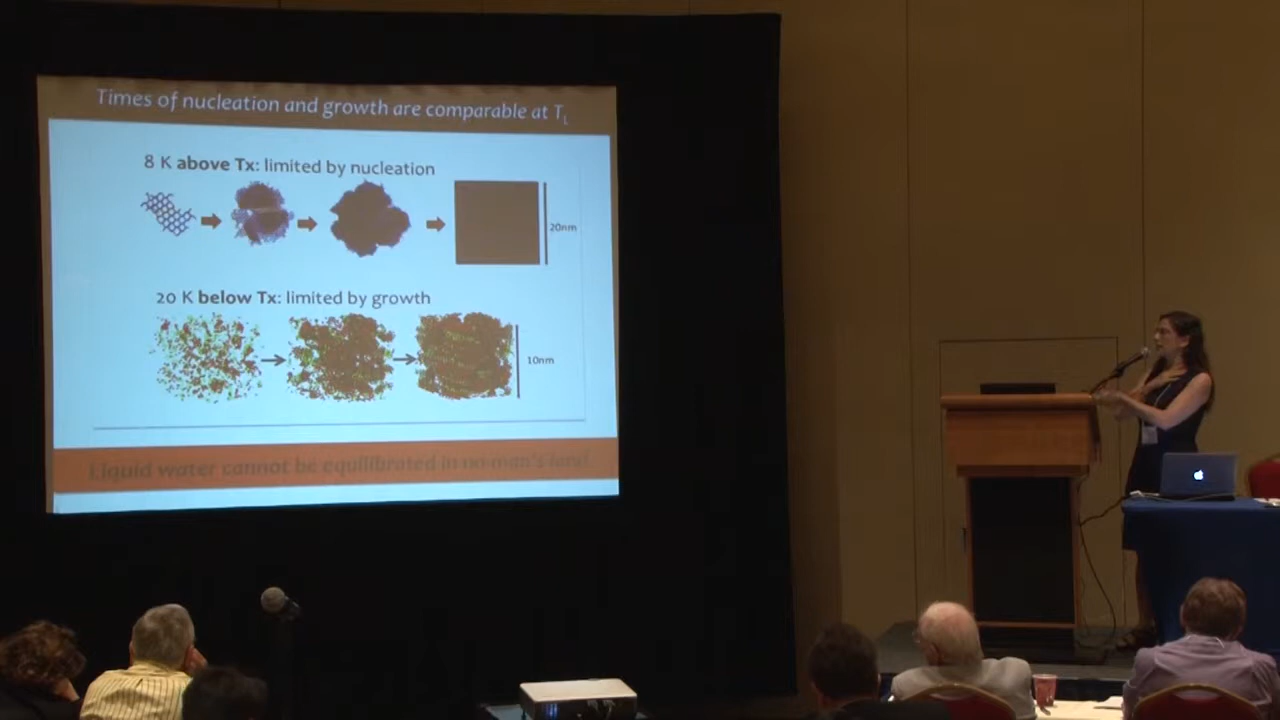 Times of nucleation and growth are comparable at TL
8 K above Tx: limited by nucleation
20nm
20 K below Tx: limited by growth
10nm
Liquid water cannot be equilibrated in no-man's land